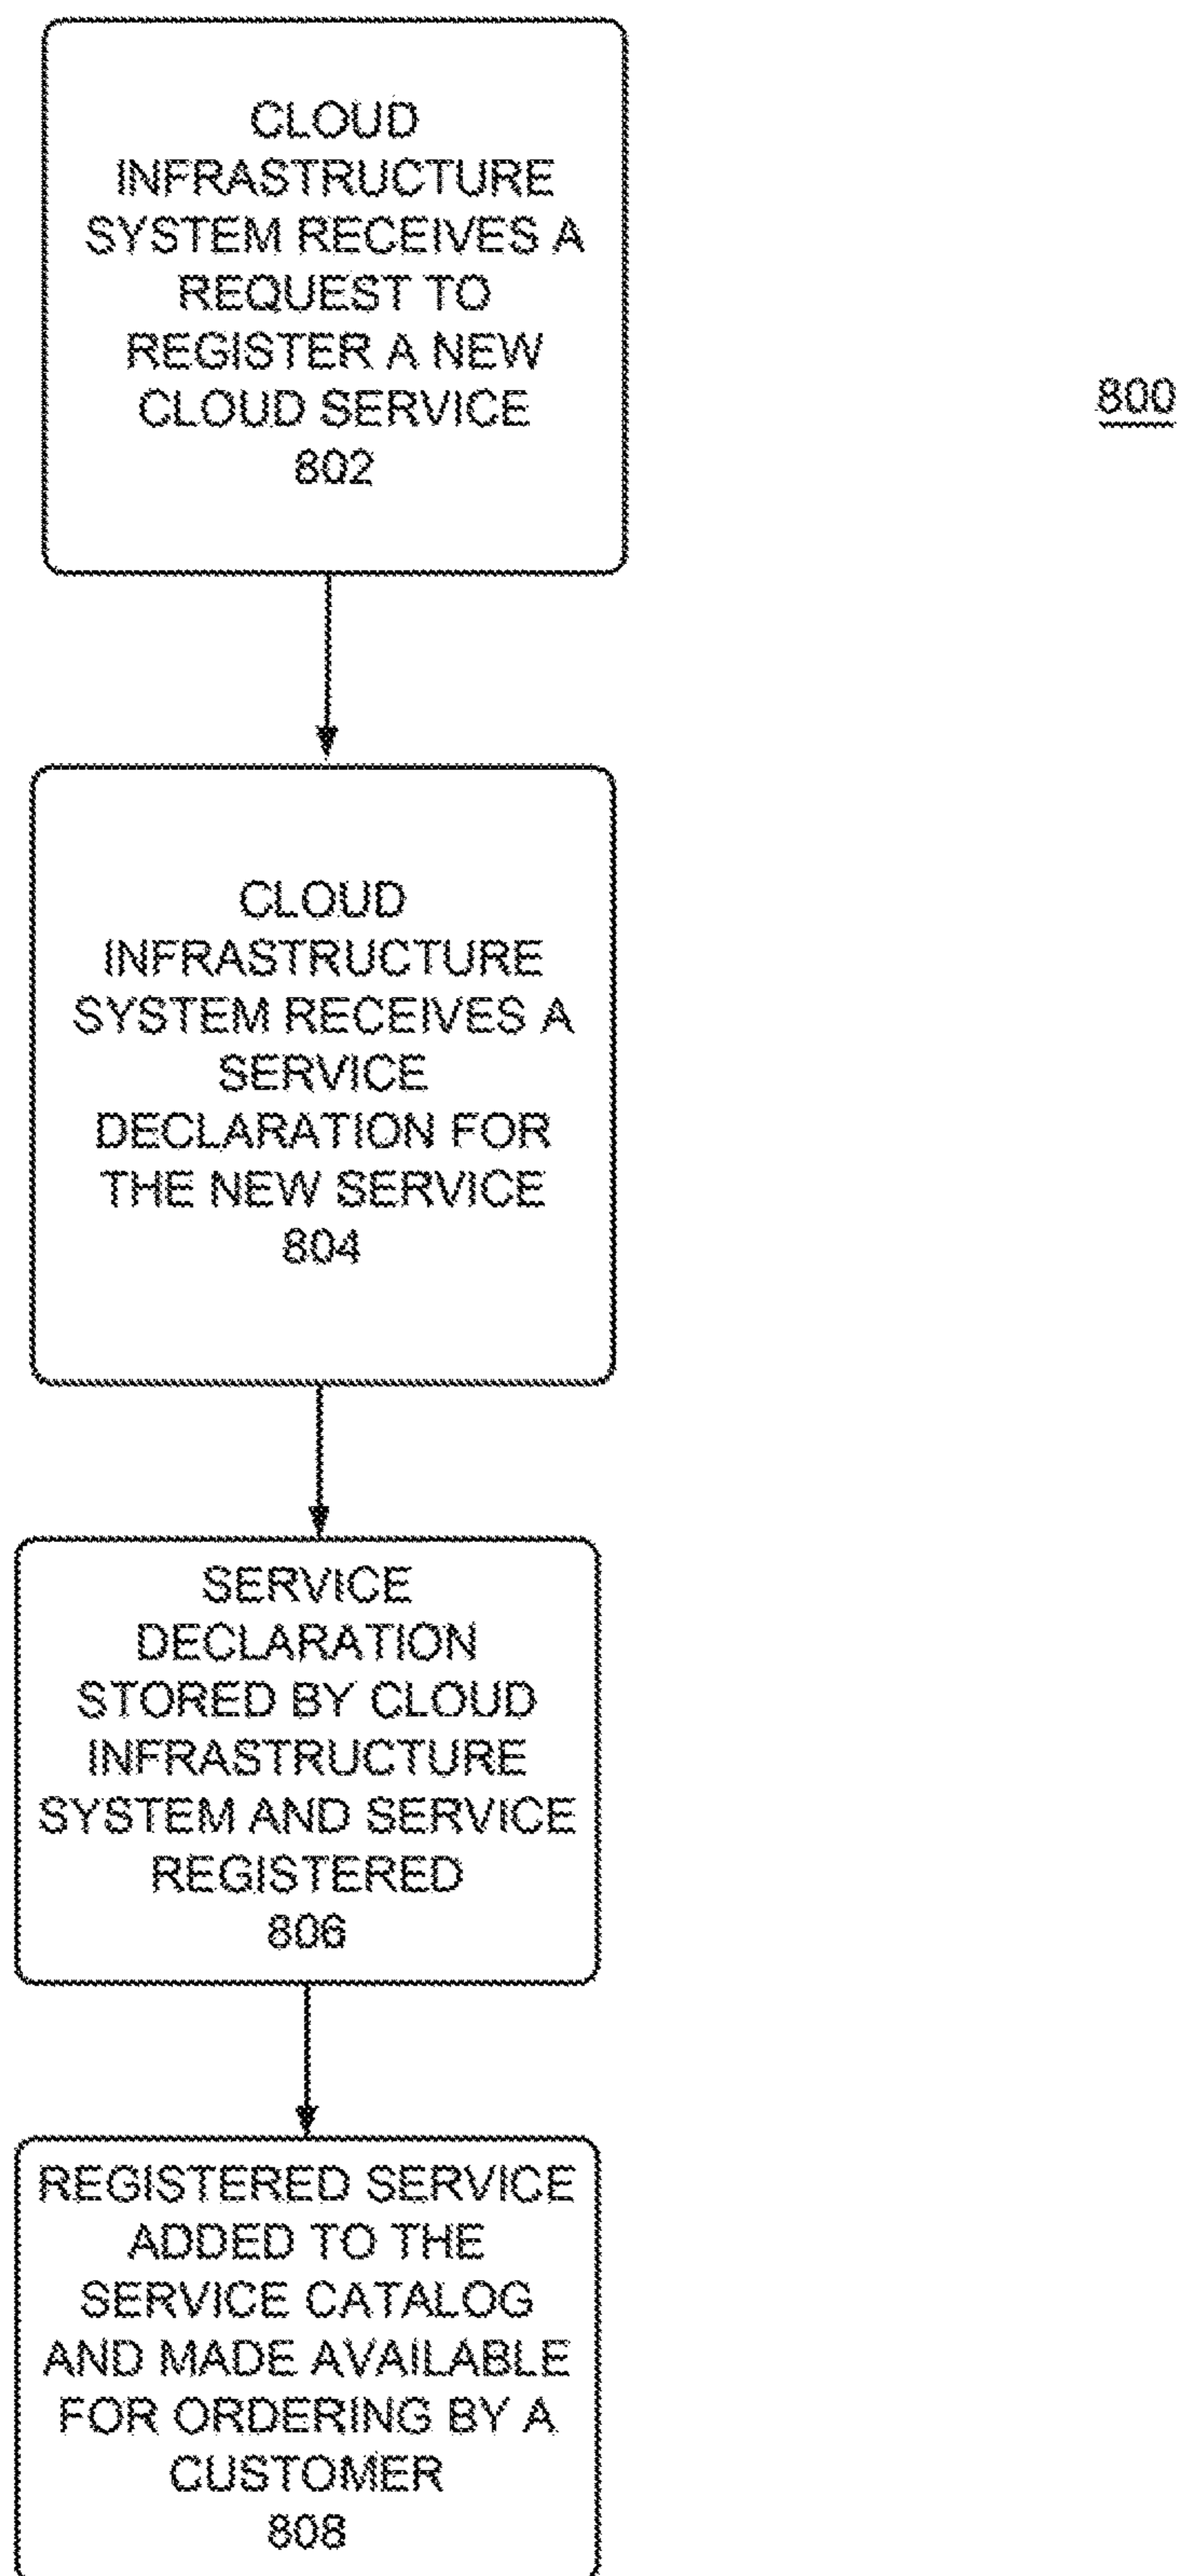 CLOUD
INFRASTRUCTURE
SYSTEM RECEIVES A
REQUEST TO
REGISTER A NEW
CLOUD SERVICE
802
800
CLOUD
INFRASTRUCTURE
SYSTEM RECEIVES A
SERVICE
DECLARATION FOR
THE NEW SERVICE
804
SERVICE
DECLARATION
STORED BY CLOUD
INFRASTRUCTURE
SYSTEM AND SERVICE
REGISTERED
806
REGISTERED SERVICE
ADDED TO THE
SERVICE CATALOG
AND MADE AVAILABLE
FOR ORDERING BY A
CUSTOMER
808